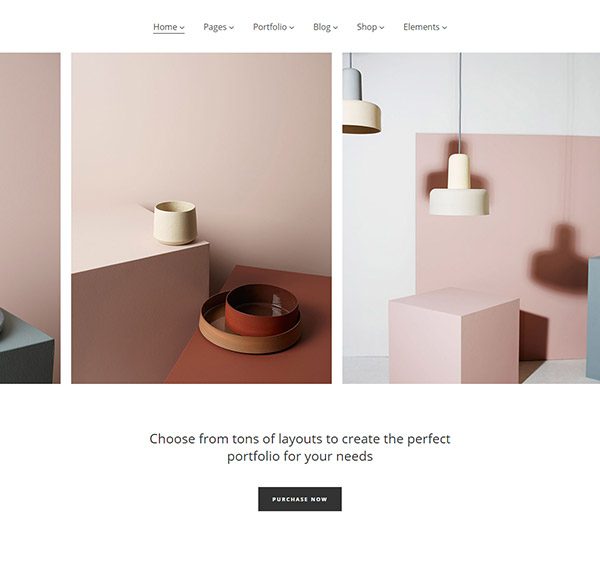 Home Pages Portfolio Blog Shop Elements
Choose from tons of layouts to create the perfect
portfolio for your needs
PURCHASE NOW